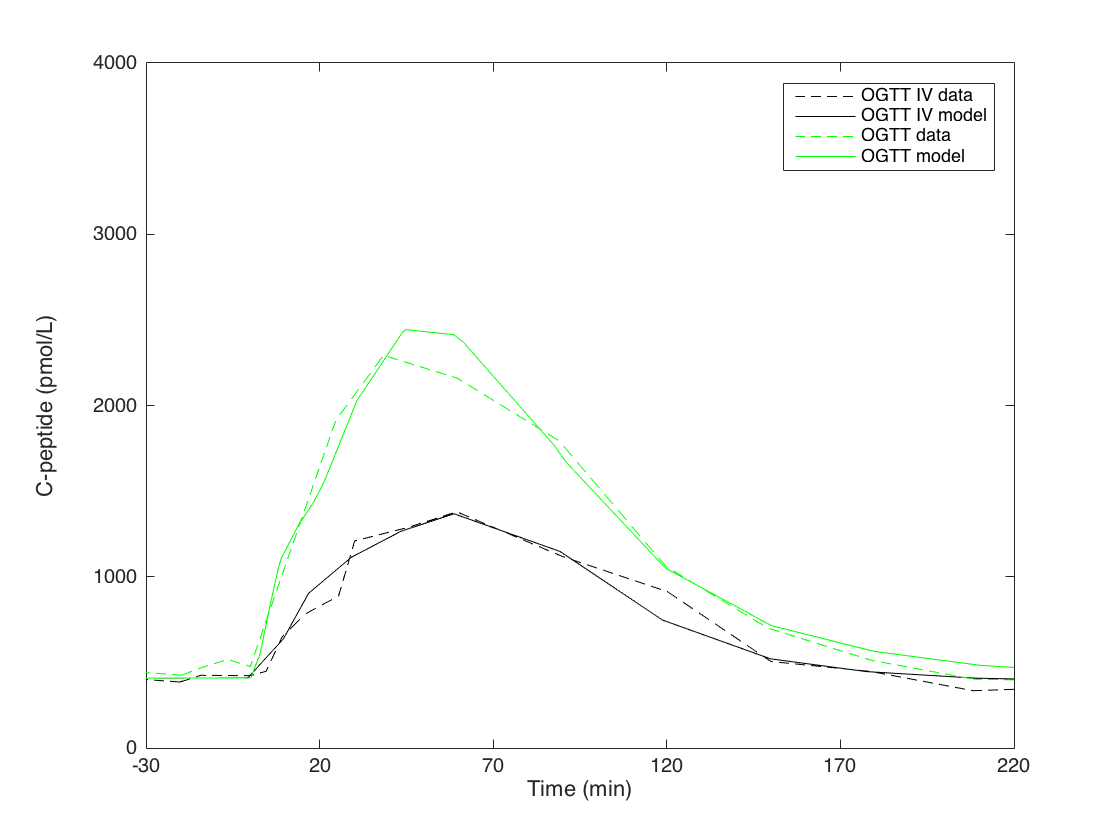 4000
3000
2000
1000
0
C-peptide (pmol/L)
OGTT IV data
OGTT IV model
OGTT data
OGTT model
-30 20 70 120 170 220
Time (min)